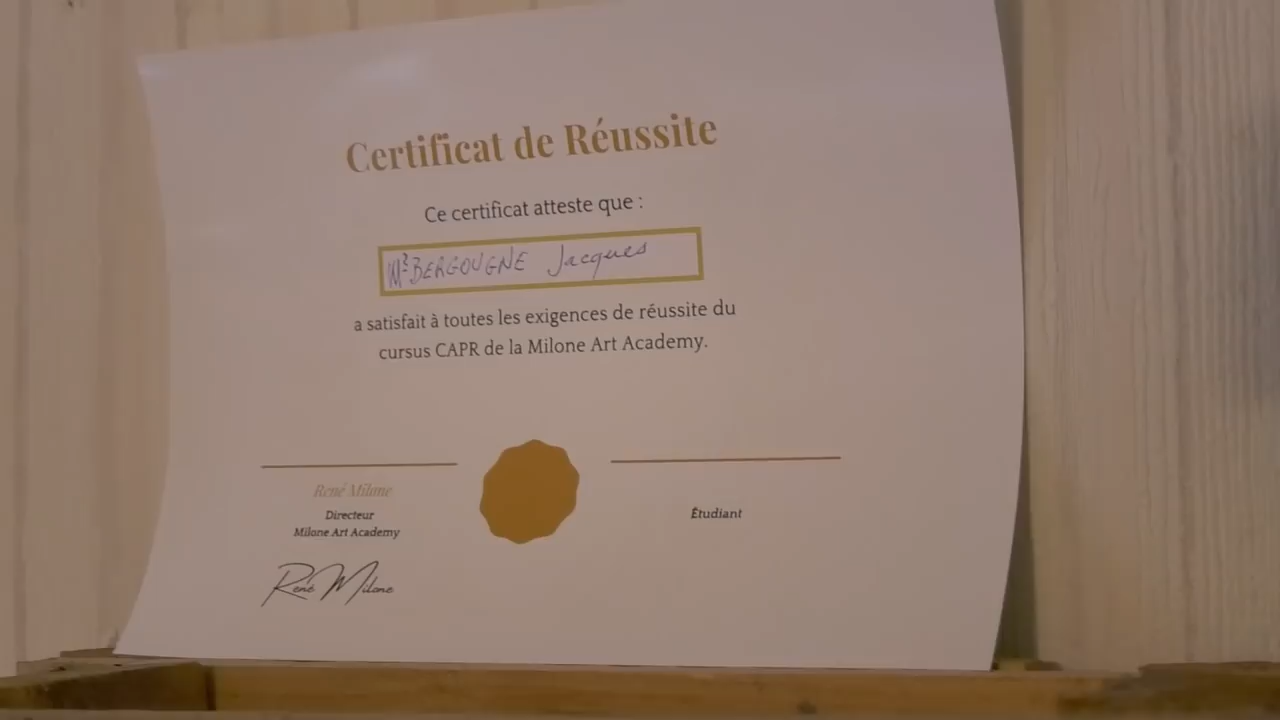 Certificat de Réussite
Ce certificat atteste que :
Mr BERGOUGNE Jacques
a satisfait à toutes les exigences de réussite du
cursus CAPR de la Milone Art Academy.
René Milone
Directeur
Milone Art Academy
Étudiant
René Milone